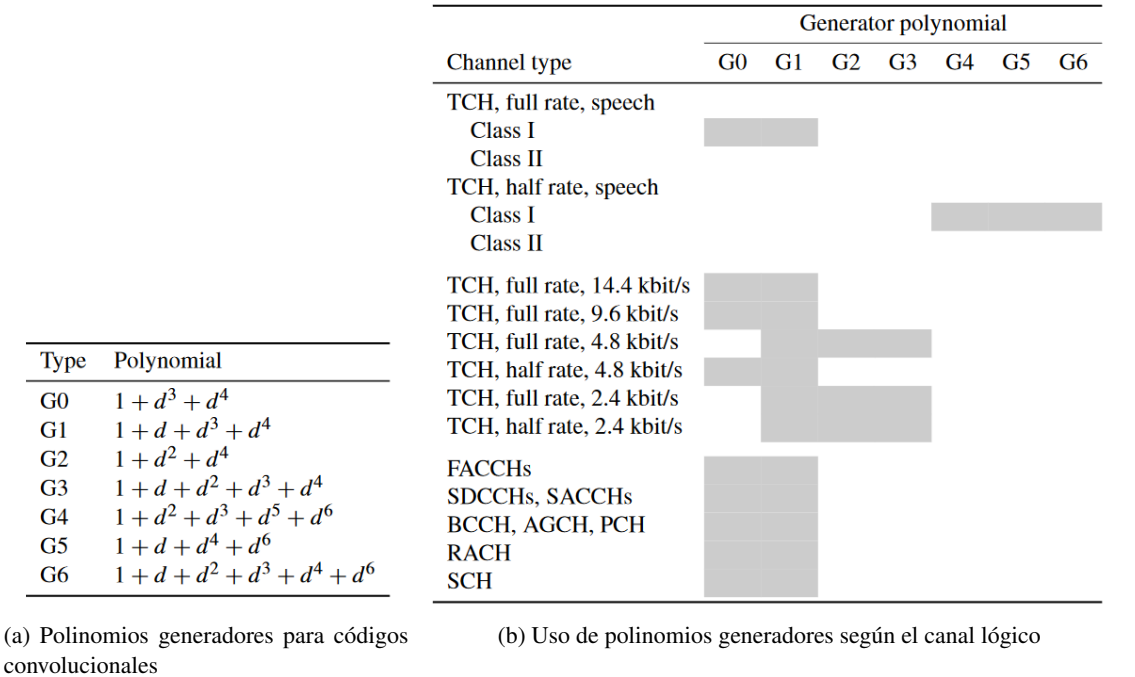 Type Polynomial
G0 1 + d^3 + d^4
G1 1 + d + d^3 + d^4
G2 1 + d^2 + d^4
G3 1 + d + d^2 + d^3 + d^4
G4 1 + d^2 + d^3 + d^5 + d^6
G5 1 + d + d^4 + d^6
G6 1 + d + d^2 + d^3 + d^4 + d^6
(a) Polinomios generadores para códigos
convolucionales
Generator polynomial
Channel type G0 G1 G2 G3 G4 G5 G6
TCH, full rate, speech
Class I
Class II
TCH, half rate, speech
Class I
Class II
TCH, full rate, 14.4 kbit/s
TCH, full rate, 9.6 kbit/s
TCH, full rate, 4.8 kbit/s
TCH, half rate, 4.8 kbit/s
TCH, full rate, 2.4 kbit/s
TCH, half rate, 2.4 kbit/s
FACCHs
SDCCHs, SACCHs
BCCH, AGCH, PCH
RACH
SCH
(b) Uso de polinomios generadores según el canal lógico